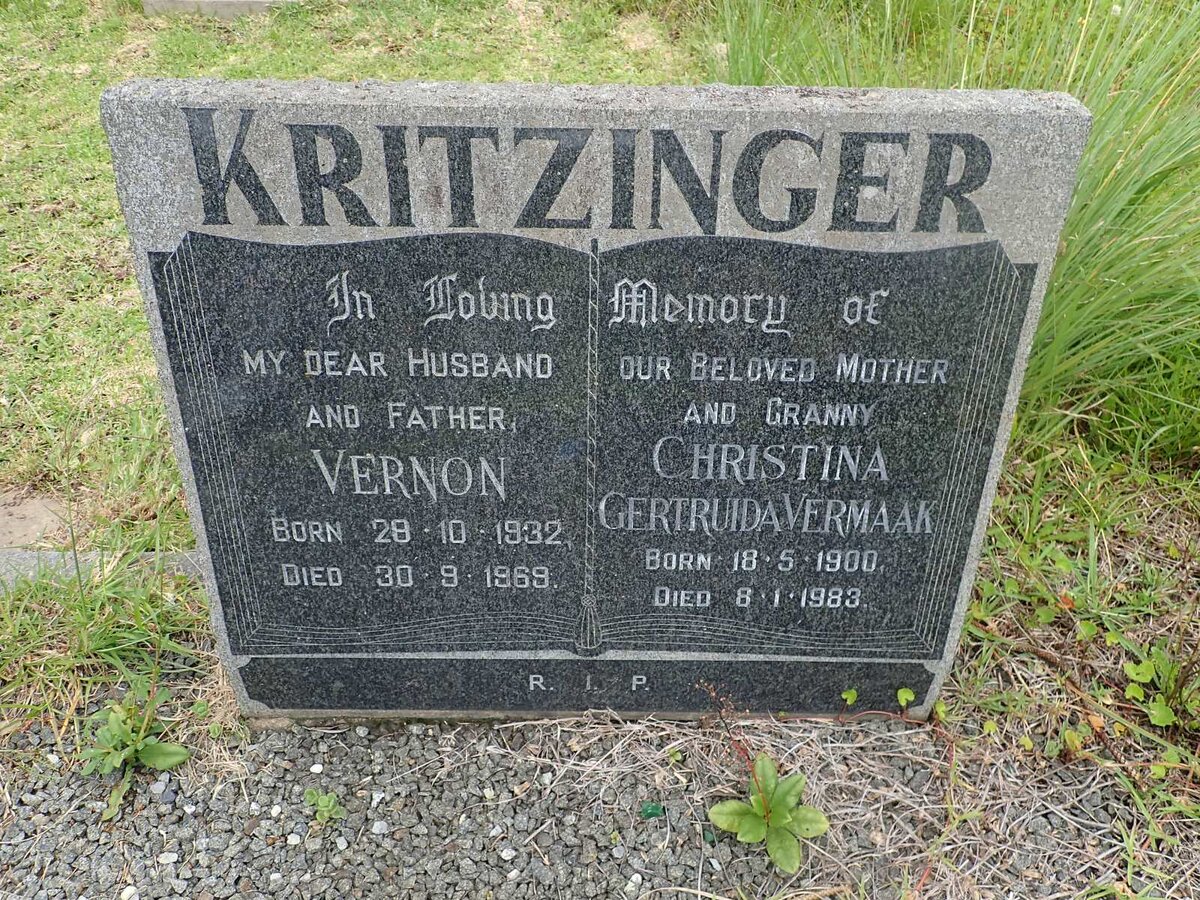 KRITZINGER
In Loving Memory of
MY DEAR HUSBAND
AND FATHER,
VERNON
BORN 28·10·1932,
DIED 30·9·1969.
OUR BELOVED MOTHER
AND GRANNY
CHRISTINA
GERTRUIDA VERMAAK
BORN 18·5·1900,
DIED 8·1·1983.
R. I. P.